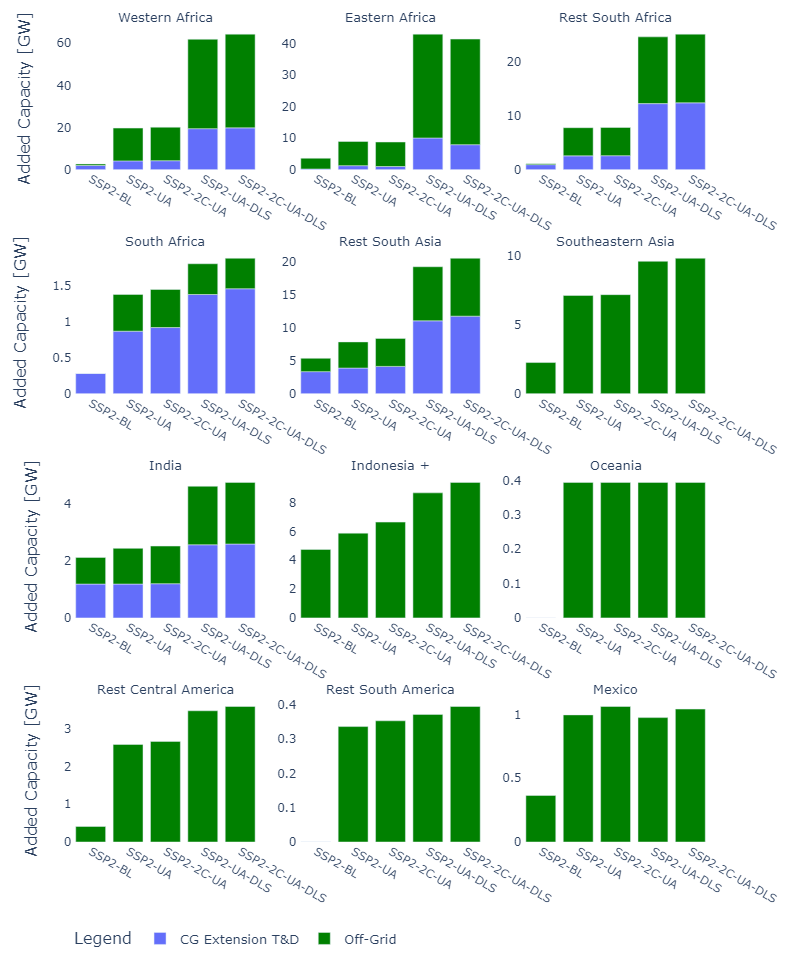 Western Africa
Eastern Africa
Rest South Africa
Added Capacity [GW]
60
40
20
0
40
30
20
10
0
20
10
0
SSP2-BL
SSP2-UA
SSP2-2C-UA
SSP2-UA-DLS
SSP2-2C-UA-DLS
SSP2-BL
SSP2-UA
SSP2-2C-UA
SSP2-UA-DLS
SSP2-2C-UA-DLS
SSP2-BL
SSP2-UA
SSP2-2C-UA
SSP2-UA-DLS
SSP2-2C-UA-DLS
South Africa
Rest South Asia
Southeastern Asia
Added Capacity [GW]
1.5
1
0.5
0
20
15
10
5
0
10
5
0
SSP2-BL
SSP2-UA
SSP2-2C-UA
SSP2-UA-DLS
SSP2-2C-UA-DLS
SSP2-BL
SSP2-UA
SSP2-2C-UA
SSP2-UA-DLS
SSP2-2C-UA-DLS
SSP2-BL
SSP2-UA
SSP2-2C-UA
SSP2-UA-DLS
SSP2-2C-UA-DLS
India
Indonesia +
Oceania
Added Capacity [GW]
4
2
0
8
6
4
2
0
0.4
0.3
0.2
0.1
0
SSP2-BL
SSP2-UA
SSP2-2C-UA
SSP2-UA-DLS
SSP2-2C-UA-DLS
SSP2-BL
SSP2-UA
SSP2-2C-UA
SSP2-UA-DLS
SSP2-2C-UA-DLS
SSP2-BL
SSP2-UA
SSP2-2C-UA
SSP2-UA-DLS
SSP2-2C-UA-DLS
Rest Central America
Rest South America
Mexico
Added Capacity [GW]
3
2
1
0
0.4
0.3
0.2
0.1
0
1
0.5
0
SSP2-BL
SSP2-UA
SSP2-2C-UA
SSP2-UA-DLS
SSP2-2C-UA-DLS
SSP2-BL
SSP2-UA
SSP2-2C-UA
SSP2-UA-DLS
SSP2-2C-UA-DLS
SSP2-BL
SSP2-UA
SSP2-2C-UA
SSP2-UA-DLS
SSP2-2C-UA-DLS
Legend
CG Extension T&D
Off-Grid